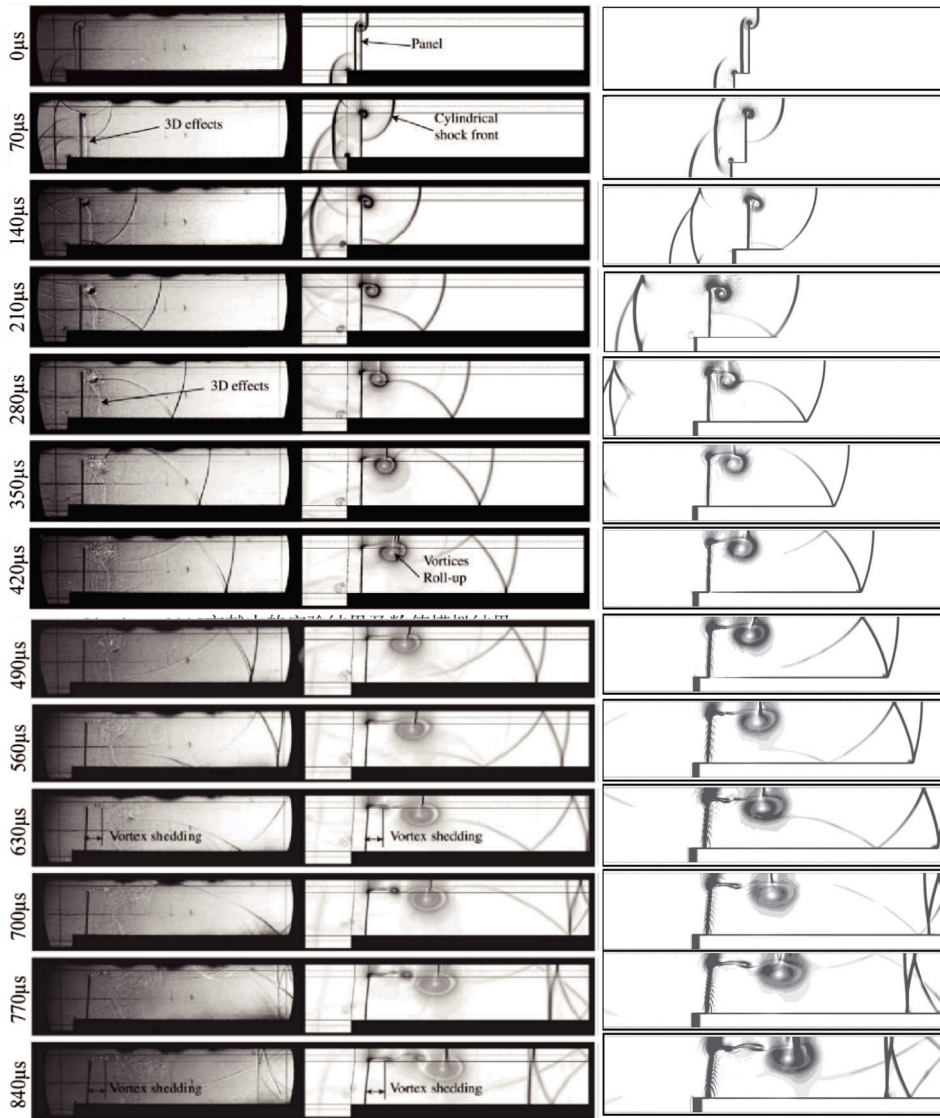 0μs
Panel
70μs
3D effects
Cylindrical
shock front
140μs
210μs
280μs
3D effects
350μs
420μs
Vortices
Roll-up
490μs
560μs
630μs
Vortex shedding
Vortex shedding
700μs
770μs
840μs
Vortex shedding
Vortex shedding